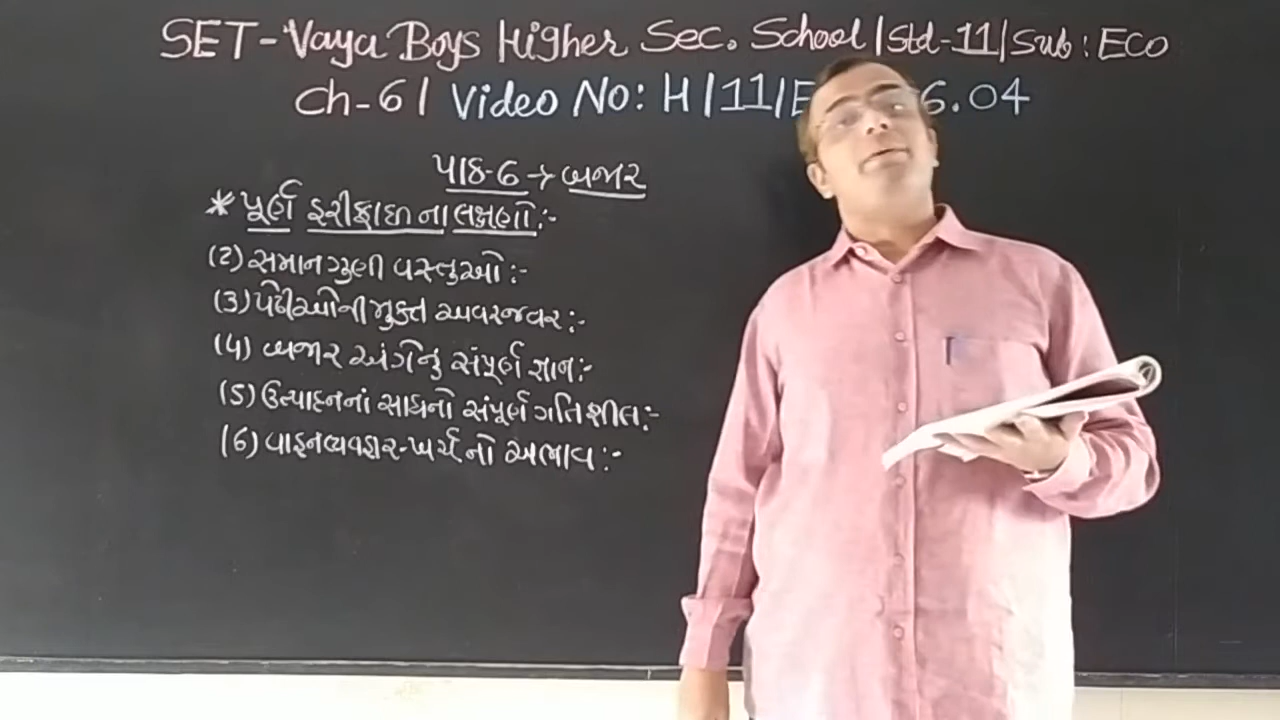 SET-Vaya Boys Higher Sec. School | Std-11 | Sub: ECO
Ch-6 | Video No: H/11/E 6.04
પાઠ-6 → બજાર
* પૂર્ણ હરીફાઈ ના લક્ષણો:-
(2) સમાનગુણી વસ્તુઓ:-
(3) પેઢીઓની મુક્ત અવરજવર:-
(4) બજાર અંગેનું સંપૂર્ણ જ્ઞાન:-
(5) ઉત્પાદનનાં સાધનો સંપૂર્ણ ગતિશીલ:-
(6) વાહનવ્યવહાર-ખર્ચ નો અભાવ:-